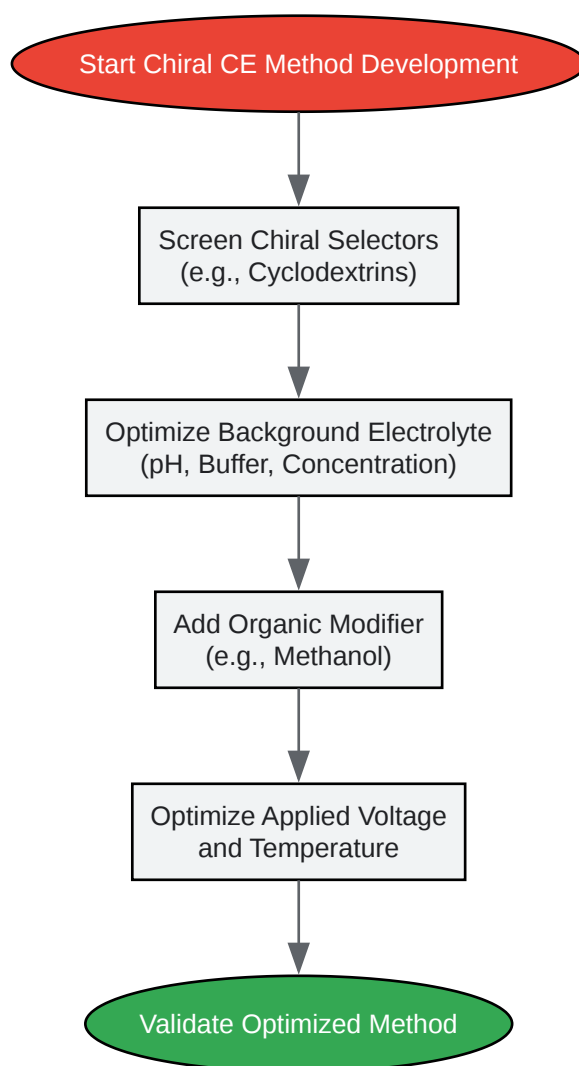 Start Chiral CE Method Development
Screen Chiral Selectors
(e.g., Cyclodextrins)
Optimize Background Electrolyte
(pH, Buffer, Concentration)
Add Organic Modifier
(e.g., Methanol)
Optimize Applied Voltage
and Temperature
Validate Optimized Method